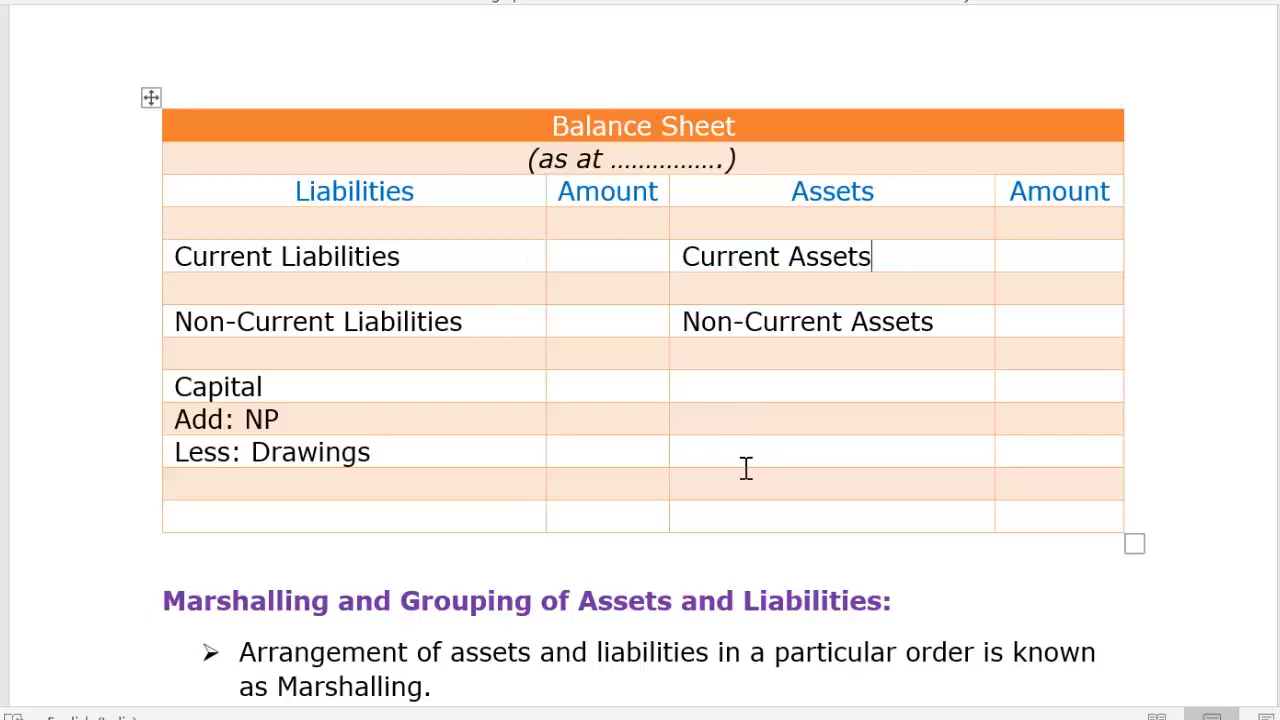 Balance Sheet
(as at ................)
Liabilities Amount Assets Amount
Current Liabilities Current Assets
Non-Current Liabilities Non-Current Assets
Capital
Add: NP
Less: Drawings
Marshalling and Grouping of Assets and Liabilities:
➢ Arrangement of assets and liabilities in a particular order is known
as Marshalling.